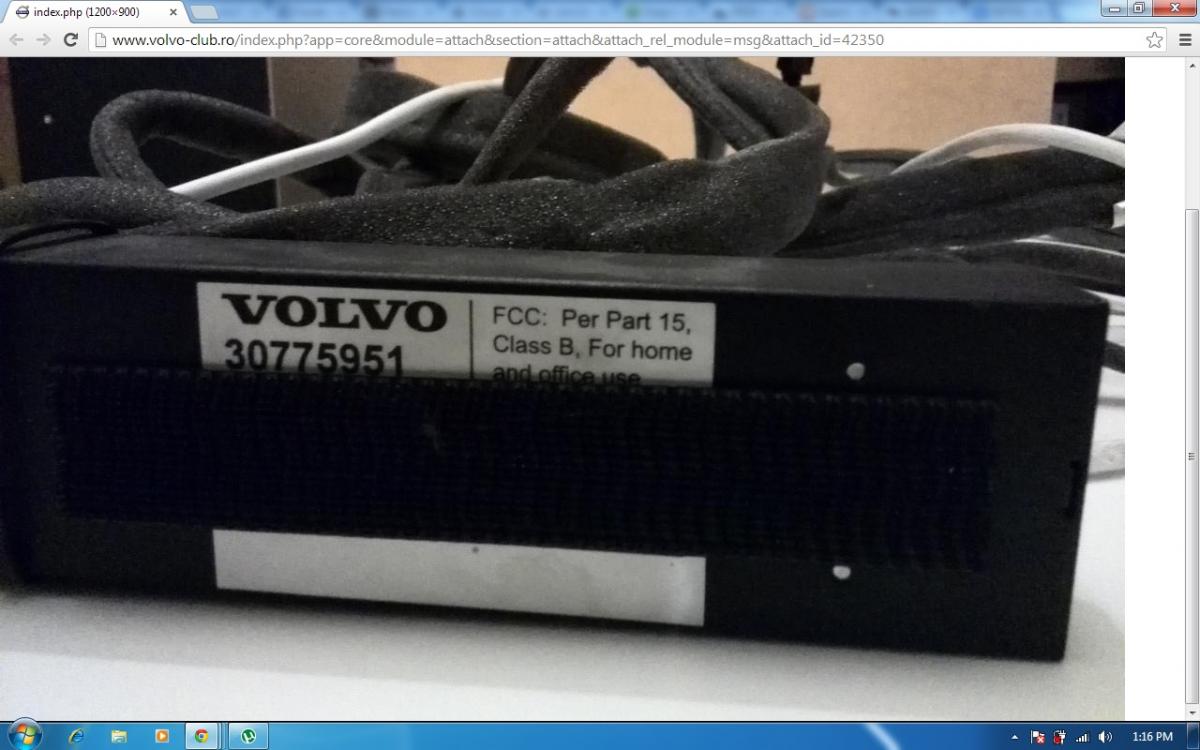 index.php (1200×900)
www.volvo-club.ro/index.php?app=core&module=attach&section=attach&attach_rel_module=msg&attach_id=42350
VOLVO
30775951
FCC: Per Part 15,
Class B, For home
and office use
1:16 PM